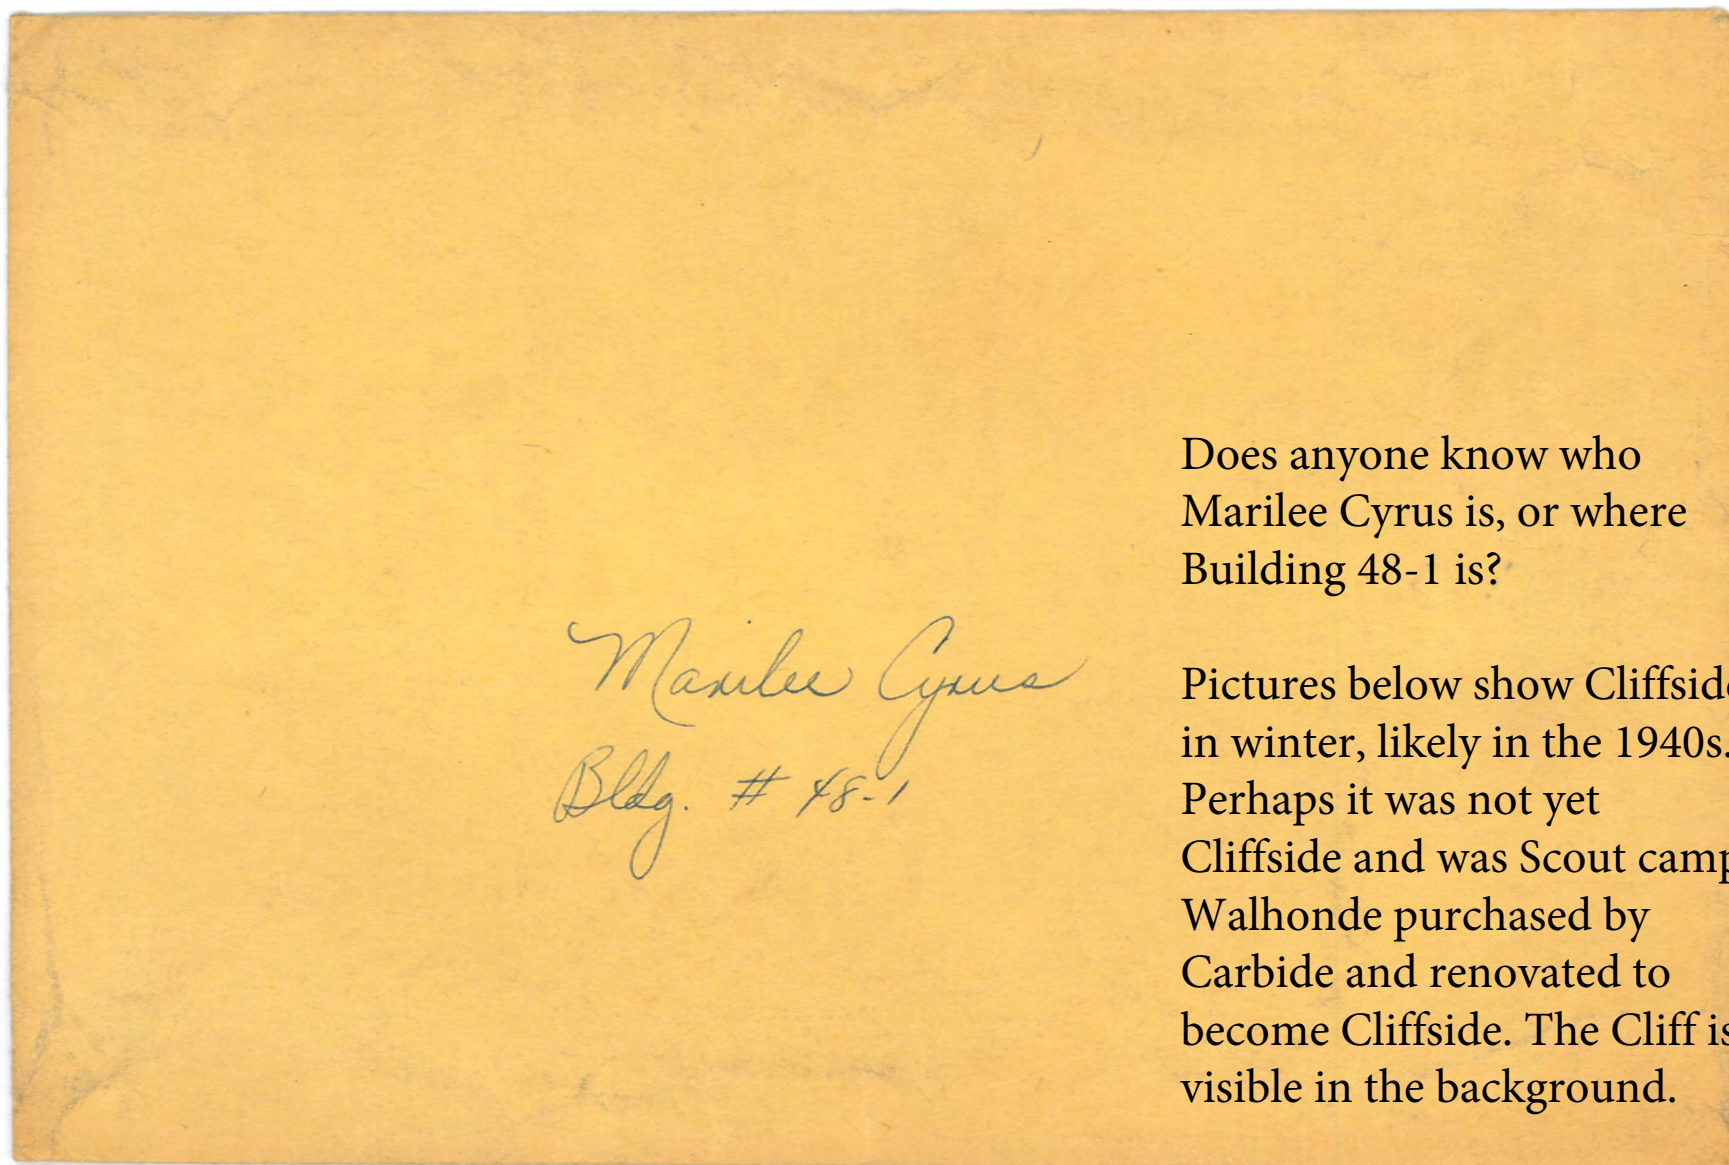 Does anyone know who
Marilee Cyrus is, or where
Building 48-1 is?
Marilee Cyrus
Bldg. # 48-1
Pictures below show Cliffside
in winter, likely in the 1940s.
Perhaps it was not yet
Cliffside and was Scout camp
Walhonde purchased by
Carbide and renovated to
become Cliffside. The Cliff is
visible in the background.